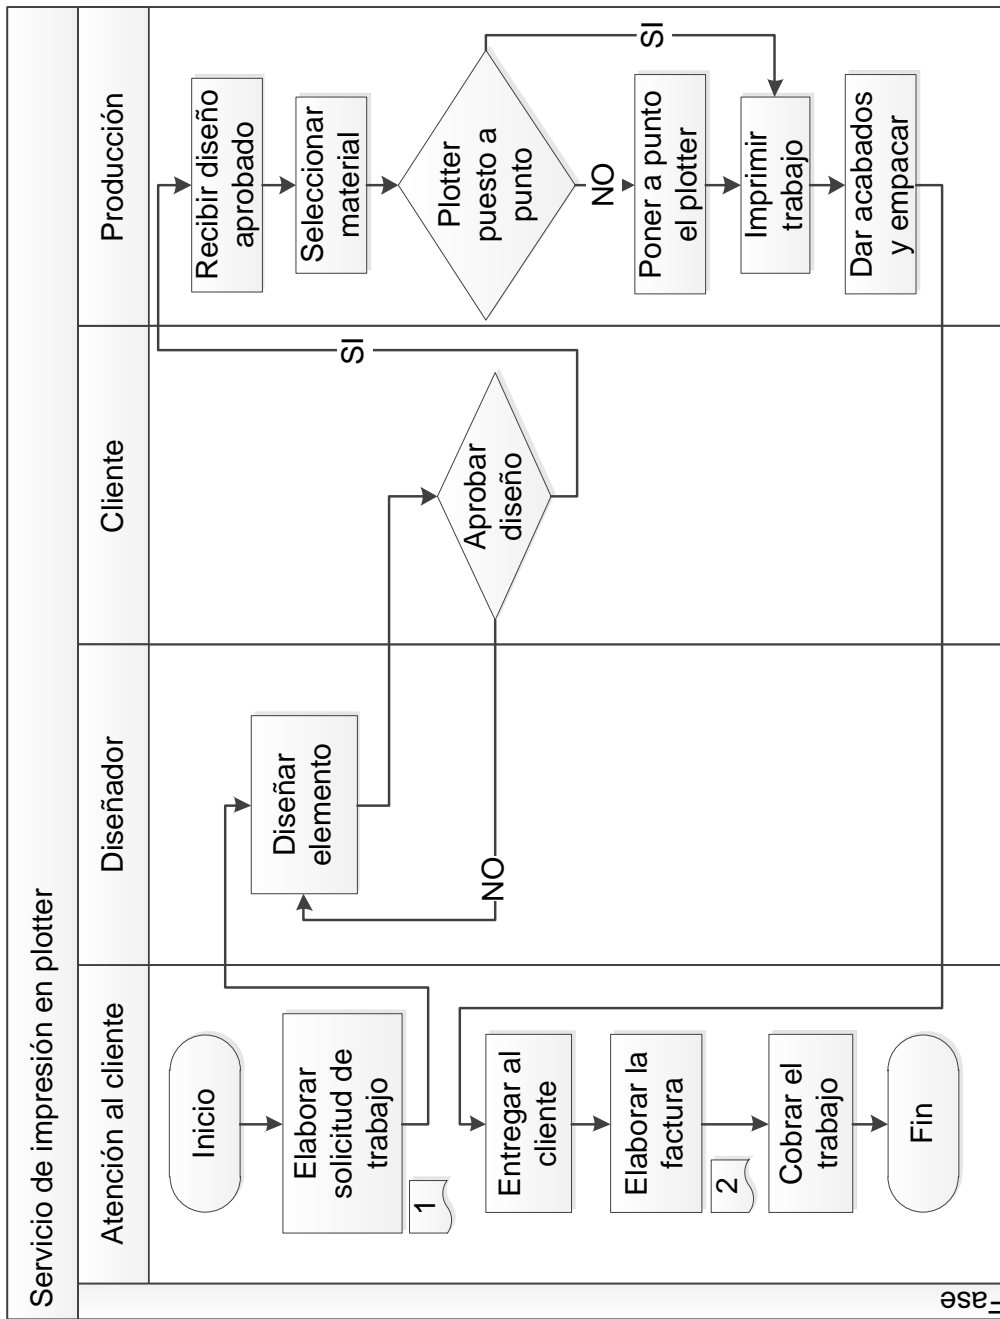 Servicio de impresión en plotter
Atención al cliente
Diseñador
Cliente
Producción
Fase
Inicio
Elaborar
solicitud de
trabajo
1
Entregar al
cliente
Elaborar la
factura
2
Cobrar el
trabajo
Fin
Diseñar
elemento
NO
Aprobar
diseño
SI
Recibir diseño
aprobado
Seleccionar
material
Plotter
puesto a
punto
SI
NO
Poner a punto
el plotter
Imprimir
trabajo
Dar acabados
y empacar